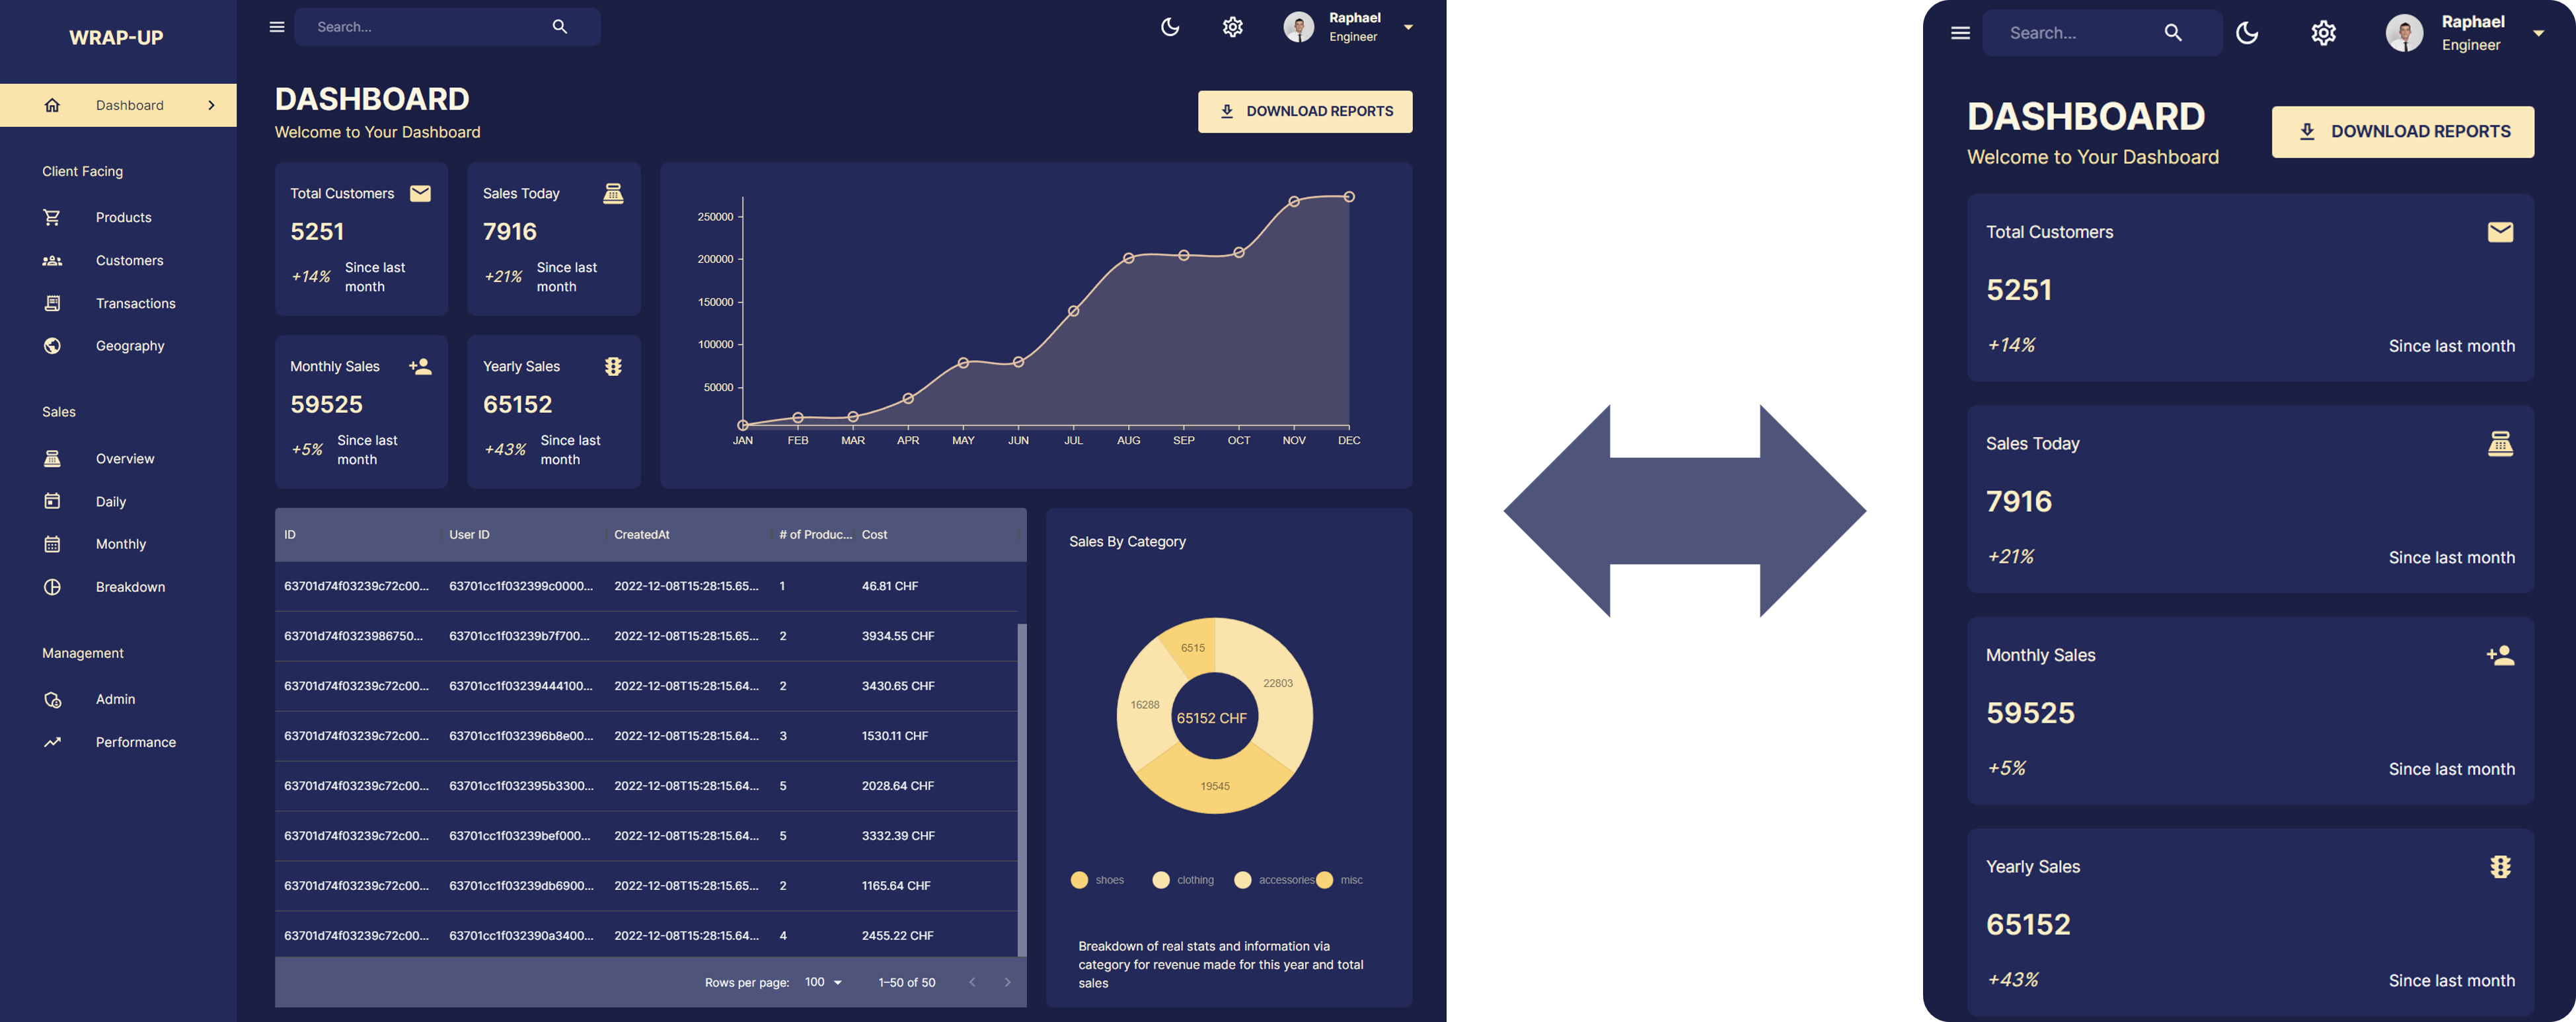 WRAP-UP
Dashboard
Client Facing
Products
Customers
Transactions
Geography
Sales
Overview
Daily
Monthly
Breakdown
Management
Admin
Performance
Search...
Raphael
Engineer
DASHBOARD
Welcome to Your Dashboard
DOWNLOAD REPORTS
Total Customers
5251
+14% Since last
month
Sales Today
7916
+21% Since last
month
Monthly Sales
59525
+5% Since last
month
Yearly Sales
65152
+43% Since last
month
250000
200000
150000
100000
50000
JAN FEB MAR APR MAY JUN JUL AUG SEP OCT NOV DEC
ID User ID CreatedAt # of Produc... Cost
63701d74f03239c72c00... 63701cc1f032399c0000... 2022-12-08T15:28:15.65... 1 46.81 CHF
63701d74f0323986750... 63701cc1f03239b7f700... 2022-12-08T15:28:15.65... 2 3934.55 CHF
63701d74f03239c72c00... 63701cc1f03239444100... 2022-12-08T15:28:15.64... 2 3430.65 CHF
63701d74f03239c72c00... 63701cc1f032396b8e00... 2022-12-08T15:28:15.64... 3 1530.11 CHF
63701d74f03239c72c00... 63701cc1f032395b3300... 2022-12-08T15:28:15.64... 5 2028.64 CHF
63701d74f03239c72c00... 63701cc1f03239bef000... 2022-12-08T15:28:15.64... 5 3332.39 CHF
63701d74f03239c72c00... 63701cc1f03239db6900... 2022-12-08T15:28:15.65... 2 1165.64 CHF
63701d74f03239c72c00... 63701cc1f032390a3400... 2022-12-08T15:28:15.64... 4 2455.22 CHF
Rows per page: 100 1–50 of 50
Sales By Category
6515
22803
16288
65152 CHF
19545
shoes clothing accessories misc
Breakdown of real stats and information via
category for revenue made for this year and total
sales
Search...
Raphael
Engineer
DASHBOARD
Welcome to Your Dashboard
DOWNLOAD REPORTS
Total Customers
5251
+14% Since last month
Sales Today
7916
+21% Since last month
Monthly Sales
59525
+5% Since last month
Yearly Sales
65152
+43% Since last month